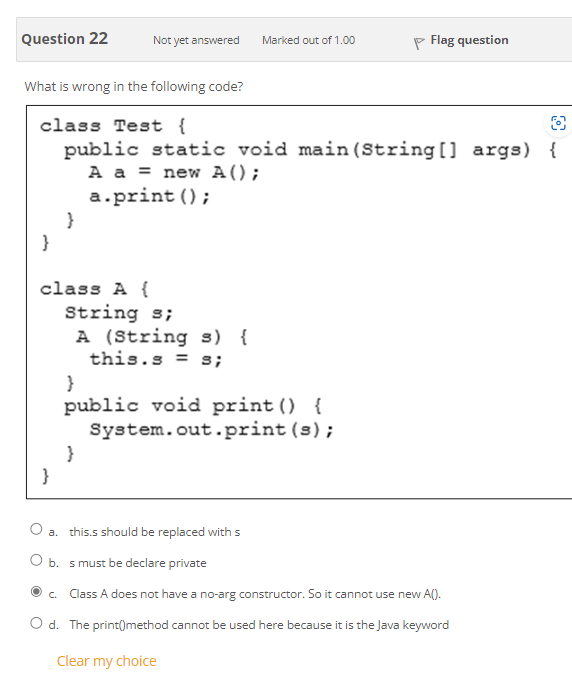 Question 22 Not yet answered Marked out of 1.00 Flag question
What is wrong in the following code?
class Test {
public static void main(String[] args) {
A a = new A();
a.print();
}
}
class A {
String s;
A (String s) {
this.s = s;
}
public void print() {
System.out.print(s);
}
}
a. this.s should be replaced with s
b. s must be declare private
c. Class A does not have a no-arg constructor. So it cannot use new A().
d. The print()method cannot be used here because it is the Java keyword
Clear my choice